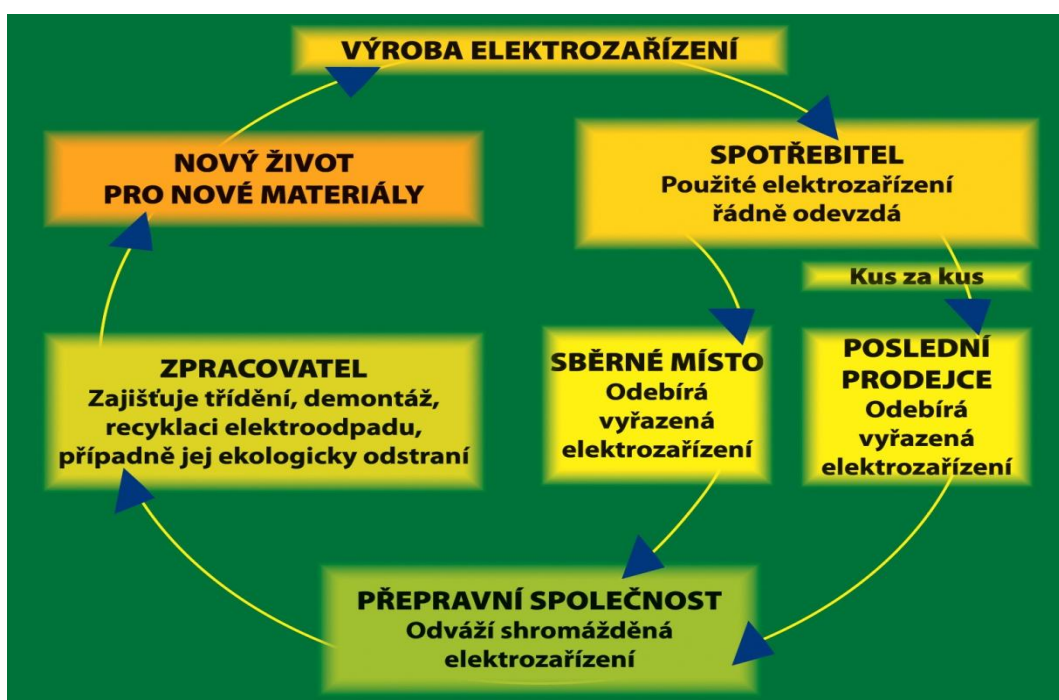 VÝROBA ELEKTROZAŘÍZENÍ
SPOTŘEBITEL
Použité elektrozařízení
řádně odevzdá
Kus za kus
POSLEDNÍ
PRODEJCE
Odebírá
vyřazená
elektrozařízení
SBĚRNÉ MÍSTO
Odebírá
vyřazená
elektrozařízení
PŘEPRAVNÍ SPOLEČNOST
Odváží shromážděná
elektrozařízení
ZPRACOVATEL
Zajišťuje třídění, demontáž,
recyklaci elektroodpadu,
případně jej ekologicky odstraní
NOVÝ ŽIVOT
PRO NOVÉ MATERIÁLY